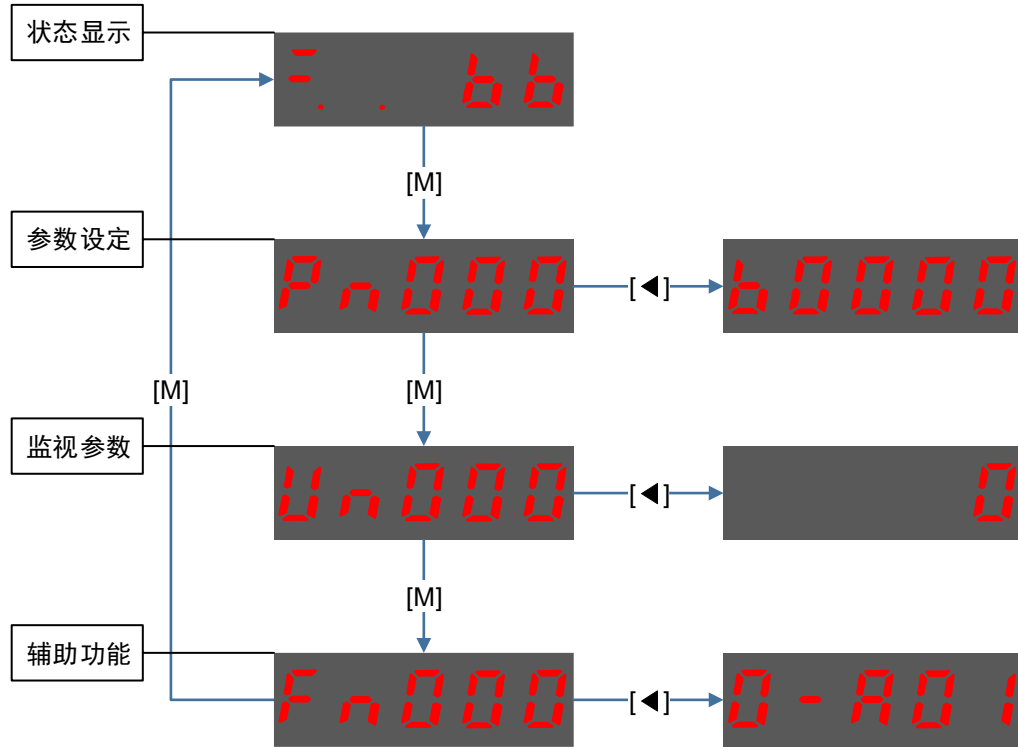 状态显示
=. . bb
[M]
参数设定
Pn000 [◀] b0000
[M] [M]
监视参数
Un000 [◀] 0
[M]
辅助功能
Fn000 [◀] 0-A01